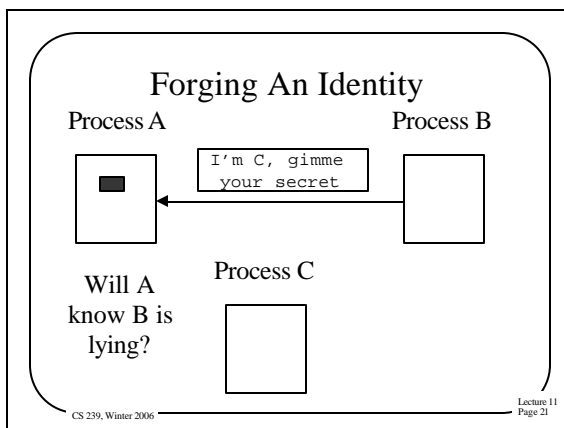 Forging An Identity
Process A
Process B
I'm C, gimme
your secret
Will A
know B is
lying?
Process C
CS 239, Winter 2006
Lecture 11
Page 21